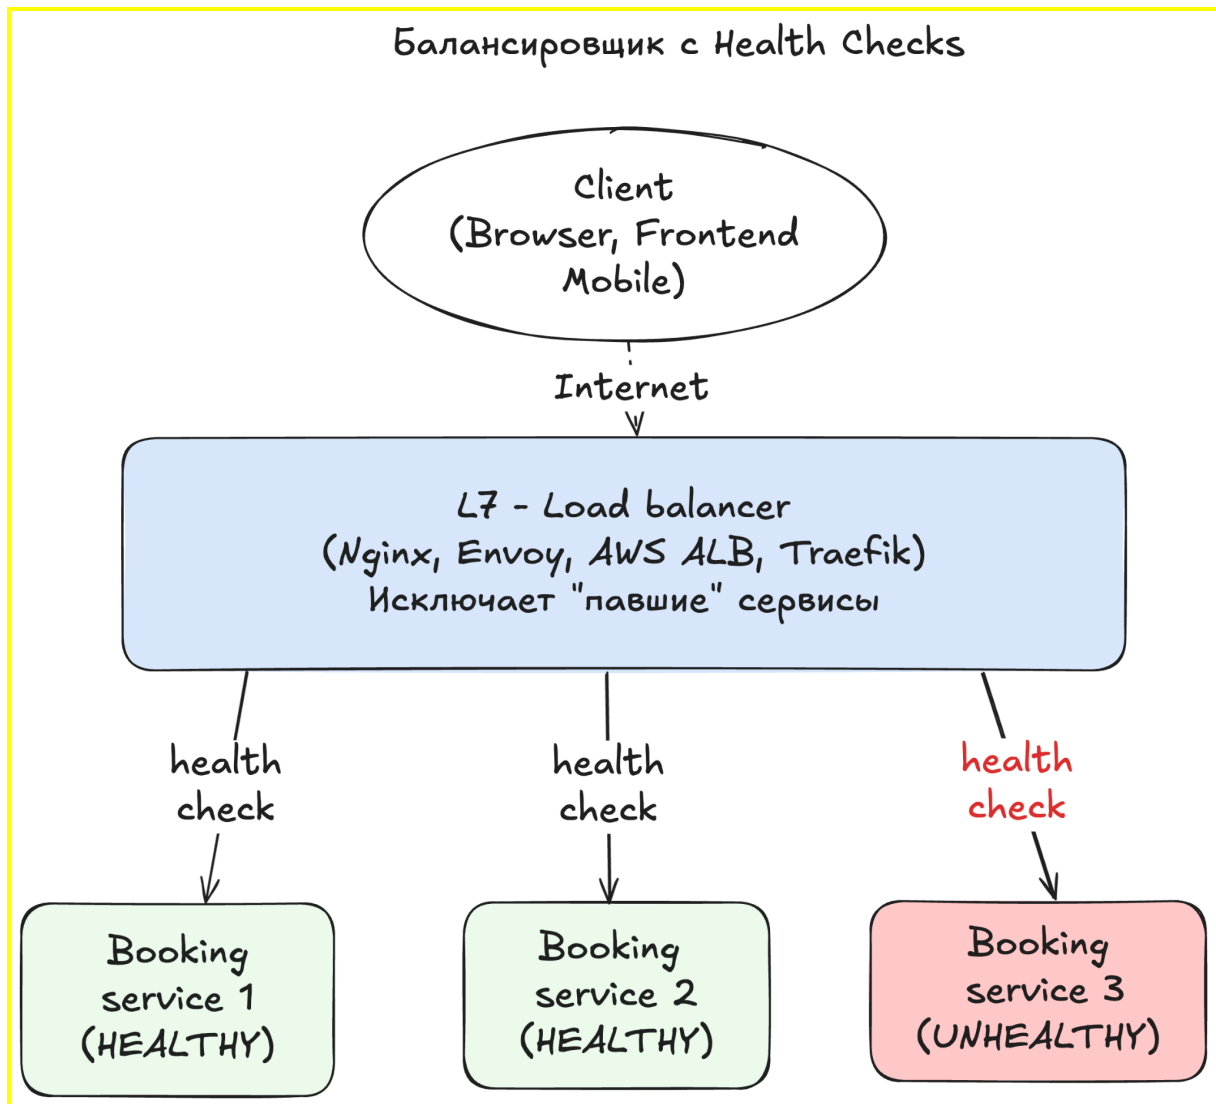 Балансировщик с Health Checks
Client
(Browser, Frontend
Mobile)
Internet
L7 - Load balancer
(Nginx, Envoy, AWS ALB, Traefik)
Исключает "павшие" сервисы
health
check
health
check
health
check
Booking
service 1
(HEALTHY)
Booking
service 2
(HEALTHY)
Booking
service 3
(UNHEALTHY)